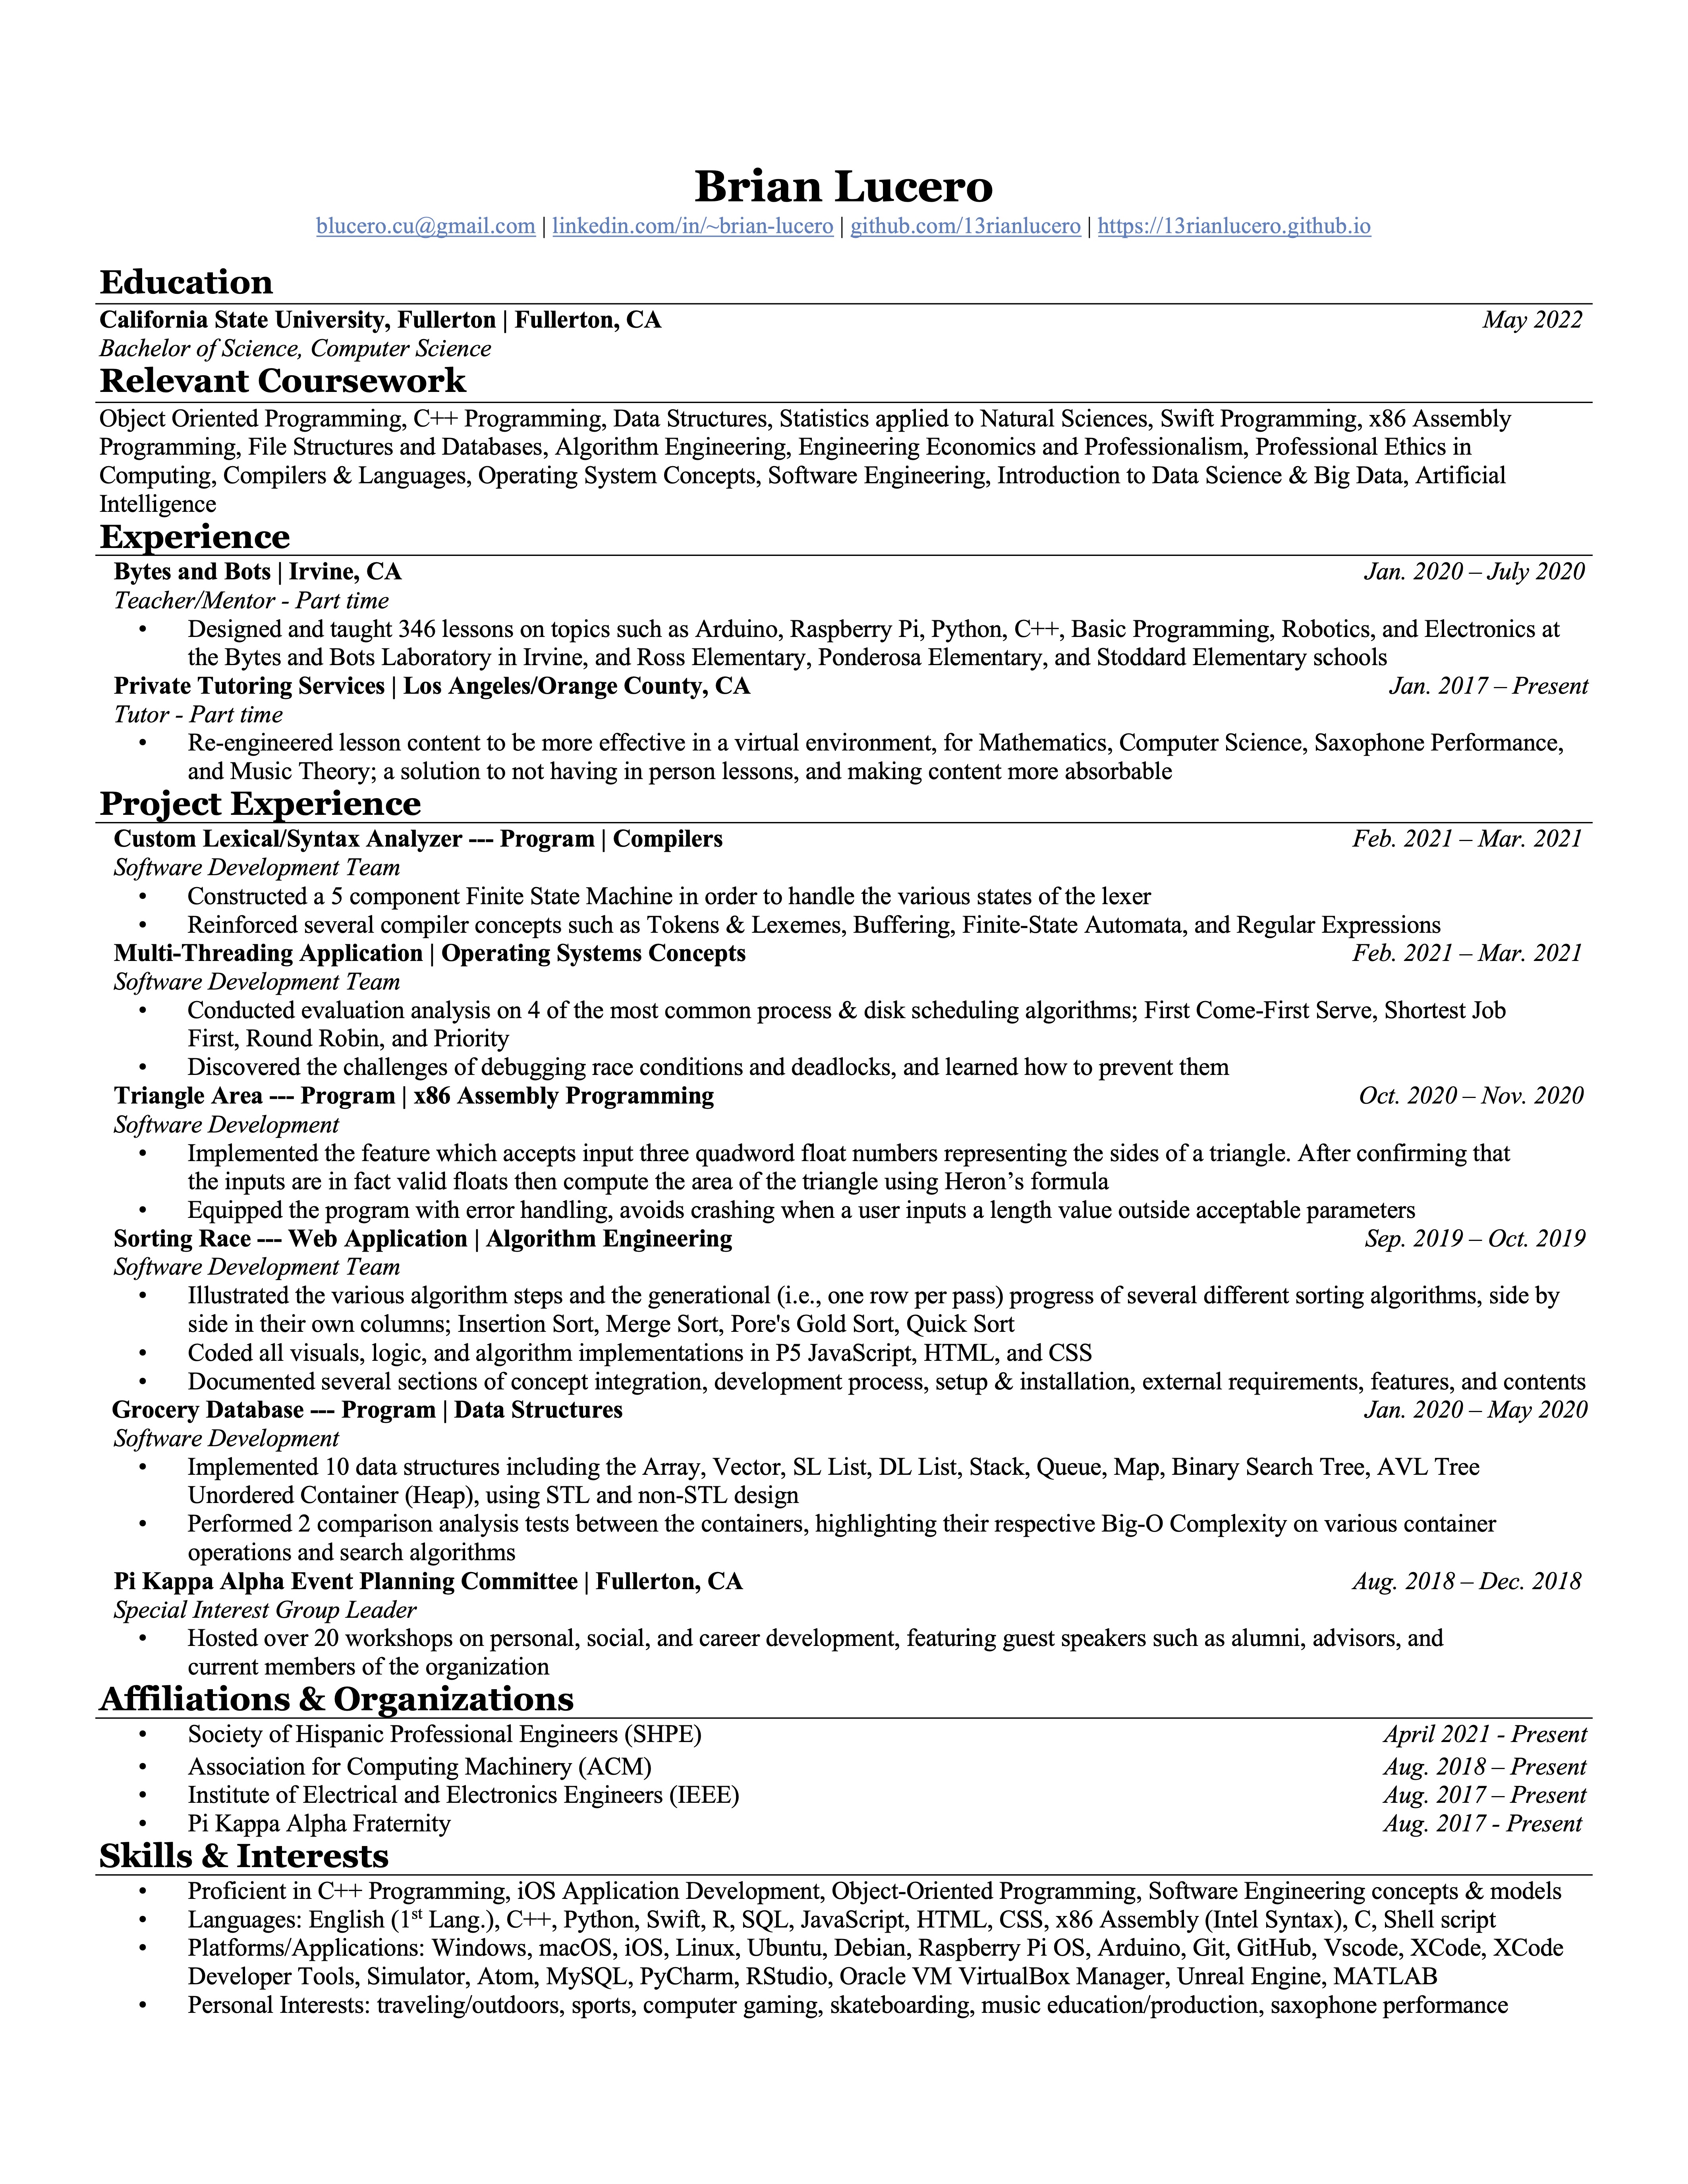 Brian Lucero
blucero.cu@gmail.com | linkedin.com/in/~brian-lucero | github.com/13rianlucero | https://13rianlucero.github.io
Education
California State University, Fullerton | Fullerton, CA May 2022
Bachelor of Science, Computer Science
Relevant Coursework
Object Oriented Programming, C++ Programming, Data Structures, Statistics applied to Natural Sciences, Swift Programming, x86 Assembly
Programming, File Structures and Databases, Algorithm Engineering, Engineering Economics and Professionalism, Professional Ethics in
Computing, Compilers & Languages, Operating System Concepts, Software Engineering, Introduction to Data Science & Big Data, Artificial
Intelligence
Experience
Bytes and Bots | Irvine, CA Jan. 2020 – July 2020
Teacher/Mentor - Part time
• Designed and taught 346 lessons on topics such as Arduino, Raspberry Pi, Python, C++, Basic Programming, Robotics, and Electronics at
the Bytes and Bots Laboratory in Irvine, and Ross Elementary, Ponderosa Elementary, and Stoddard Elementary schools
Private Tutoring Services | Los Angeles/Orange County, CA Jan. 2017 – Present
Tutor - Part time
• Re-engineered lesson content to be more effective in a virtual environment, for Mathematics, Computer Science, Saxophone Performance,
and Music Theory; a solution to not having in person lessons, and making content more absorbable
Project Experience
Custom Lexical/Syntax Analyzer --- Program | Compilers Feb. 2021 – Mar. 2021
Software Development Team
• Constructed a 5 component Finite State Machine in order to handle the various states of the lexer
• Reinforced several compiler concepts such as Tokens & Lexemes, Buffering, Finite-State Automata, and Regular Expressions
Multi-Threading Application | Operating Systems Concepts Feb. 2021 – Mar. 2021
Software Development Team
• Conducted evaluation analysis on 4 of the most common process & disk scheduling algorithms; First Come-First Serve, Shortest Job
First, Round Robin, and Priority
• Discovered the challenges of debugging race conditions and deadlocks, and learned how to prevent them
Triangle Area --- Program | x86 Assembly Programming Oct. 2020 – Nov. 2020
Software Development
• Implemented the feature which accepts input three quadword float numbers representing the sides of a triangle. After confirming that
the inputs are in fact valid floats then compute the area of the triangle using Heron’s formula
• Equipped the program with error handling, avoids crashing when a user inputs a length value outside acceptable parameters
Sorting Race --- Web Application | Algorithm Engineering Sep. 2019 – Oct. 2019
Software Development Team
• Illustrated the various algorithm steps and the generational (i.e., one row per pass) progress of several different sorting algorithms, side by
side in their own columns; Insertion Sort, Merge Sort, Pore's Gold Sort, Quick Sort
• Coded all visuals, logic, and algorithm implementations in P5 JavaScript, HTML, and CSS
• Documented several sections of concept integration, development process, setup & installation, external requirements, features, and contents
Grocery Database --- Program | Data Structures Jan. 2020 – May 2020
Software Development
• Implemented 10 data structures including the Array, Vector, SL List, DL List, Stack, Queue, Map, Binary Search Tree, AVL Tree
Unordered Container (Heap), using STL and non-STL design
• Performed 2 comparison analysis tests between the containers, highlighting their respective Big-O Complexity on various container
operations and search algorithms
Pi Kappa Alpha Event Planning Committee | Fullerton, CA Aug. 2018 – Dec. 2018
Special Interest Group Leader
• Hosted over 20 workshops on personal, social, and career development, featuring guest speakers such as alumni, advisors, and
current members of the organization
Affiliations & Organizations
• Society of Hispanic Professional Engineers (SHPE) April 2021 - Present
• Association for Computing Machinery (ACM) Aug. 2018 – Present
• Institute of Electrical and Electronics Engineers (IEEE) Aug. 2017 – Present
• Pi Kappa Alpha Fraternity Aug. 2017 - Present
Skills & Interests
• Proficient in C++ Programming, iOS Application Development, Object-Oriented Programming, Software Engineering concepts & models
• Languages: English (1st Lang.), C++, Python, Swift, R, SQL, JavaScript, HTML, CSS, x86 Assembly (Intel Syntax), C, Shell script
• Platforms/Applications: Windows, macOS, iOS, Linux, Ubuntu, Debian, Raspberry Pi OS, Arduino, Git, GitHub, Vscode, XCode, XCode
Developer Tools, Simulator, Atom, MySQL, PyCharm, RStudio, Oracle VM VirtualBox Manager, Unreal Engine, MATLAB
• Personal Interests: traveling/outdoors, sports, computer gaming, skateboarding, music education/production, saxophone performance